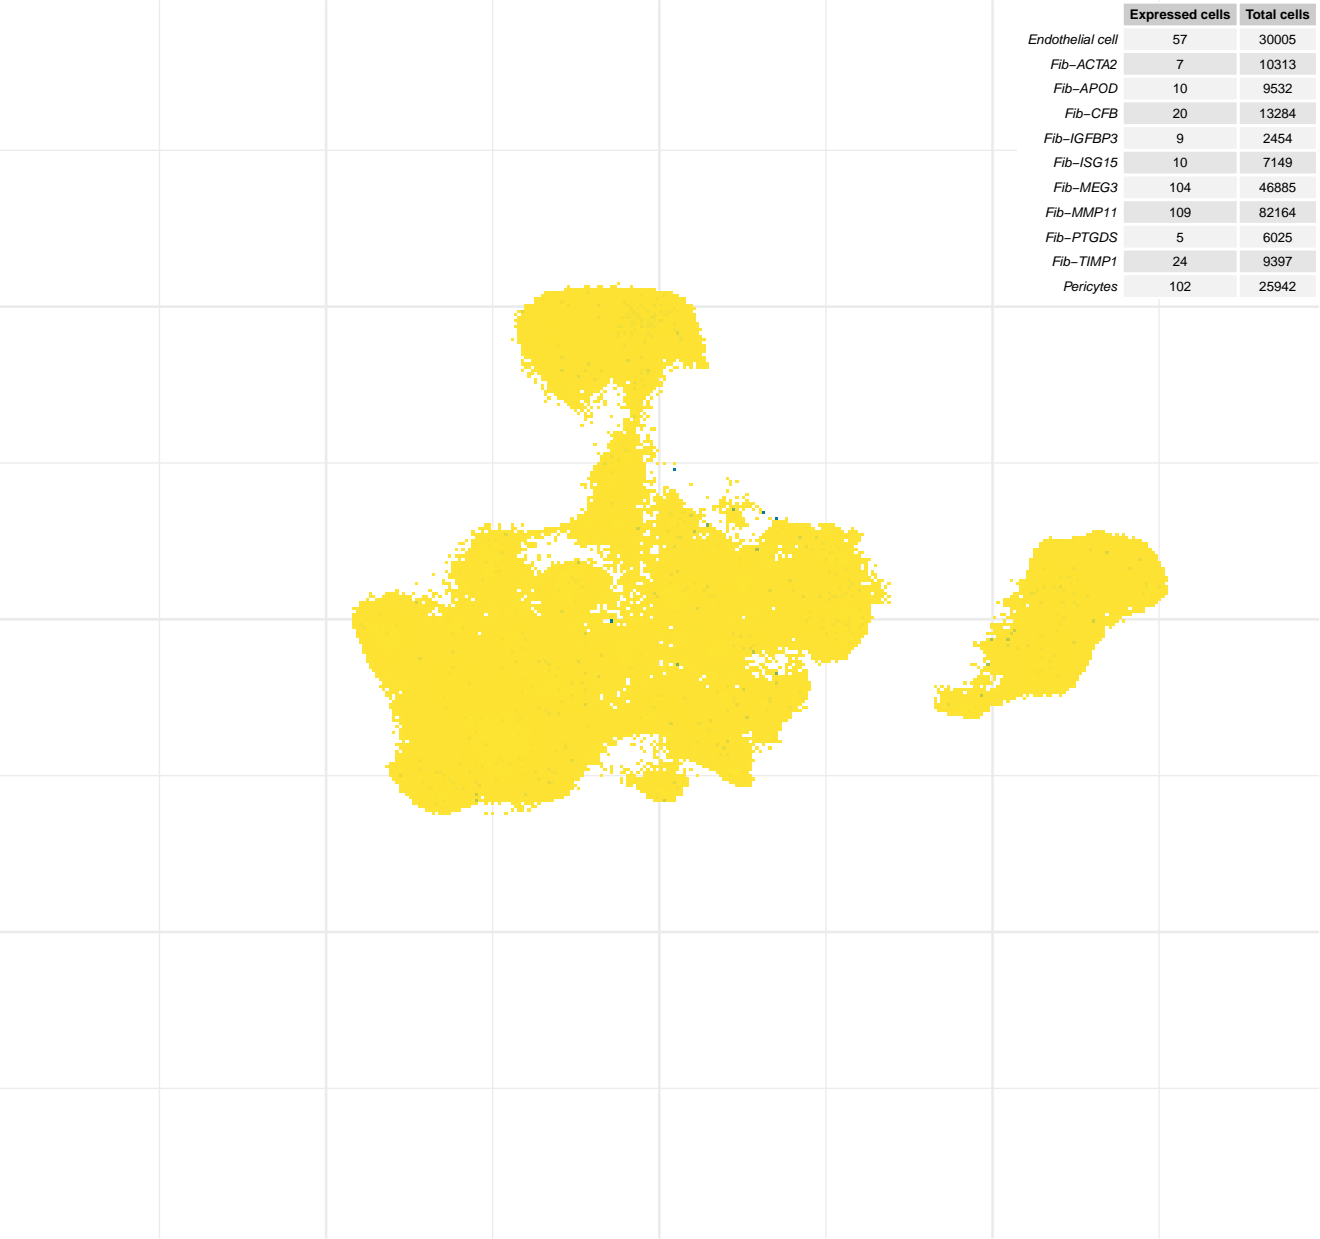 Expressed cells Total cells
Endothelial cell 57 30005
Fib−ACTA2 7 10313
Fib−APOD 10 9532
Fib−CFB 20 13284
Fib−IGFBP3 9 2454
Fib−ISG15 10 7149
Fib−MEG3 104 46885
Fib−MMP11 109 82164
Fib−PTGDS 5 6025
Fib−TIMP1 24 9397
Pericytes 102 25942